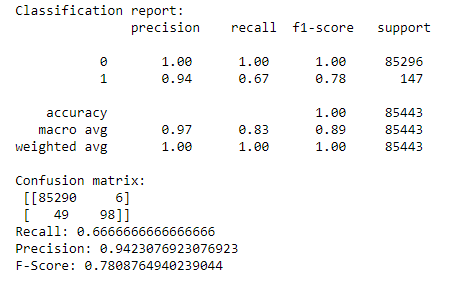 Classification report:
precision recall f1-score support
0 1.00 1.00 1.00 85296
1 0.94 0.67 0.78 147
accuracy 1.00 85443
macro avg 0.97 0.83 0.89 85443
weighted avg 1.00 1.00 1.00 85443
Confusion matrix:
[[85290 6]
[ 49 98]]
Recall: 0.6666666666666666
Precision: 0.9423076923076923
F-Score: 0.7808764940239044